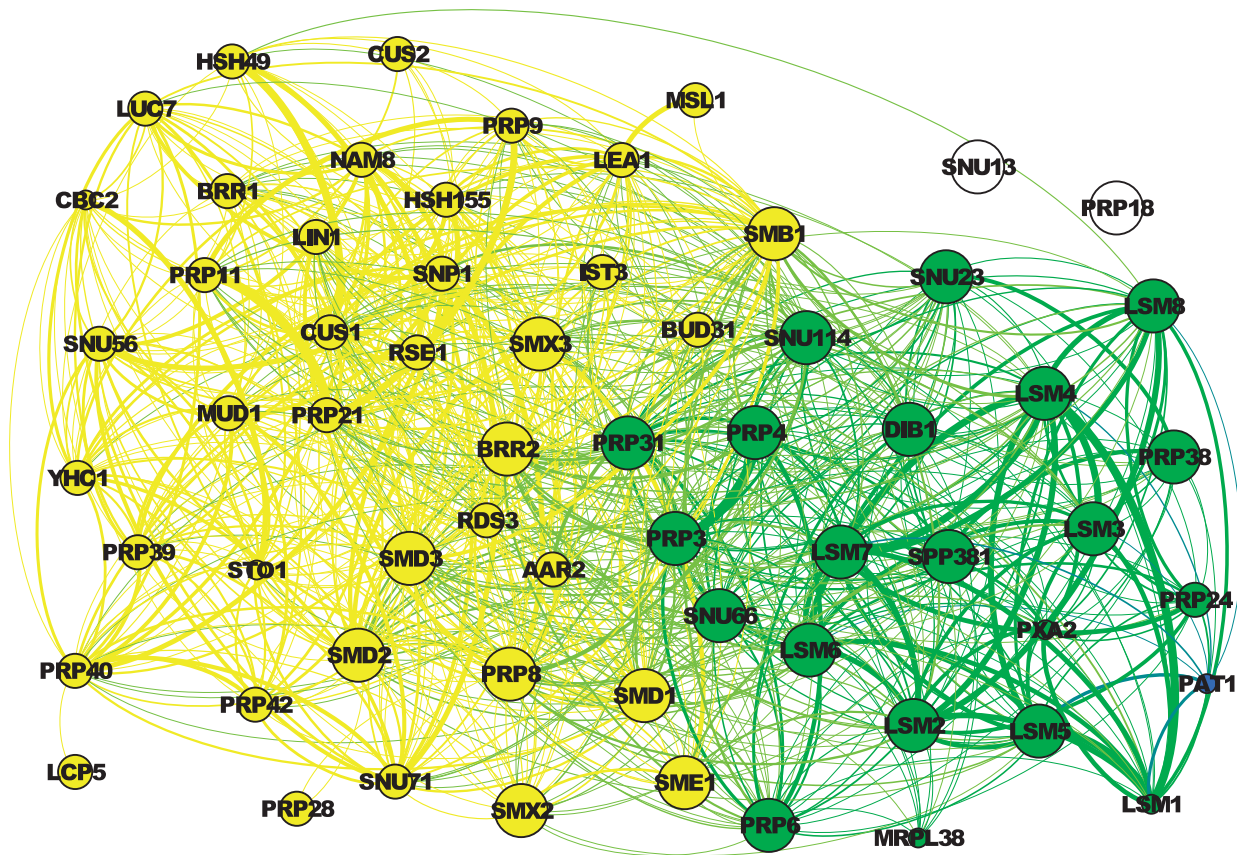 HSH49
CUS2
MSL1
LUC7
PRP9
NAM8
LEA1
SNU13
CBC2
BRR1
HSH155
PRP18
LIN1
SMB1
PRP11
SNP1
IST3
SNU23
LSM8
SNU56
CUS1
RSE1
SMX3
BUD31
SNU114
MUD1
PRP21
LSM4
BRR2
PRP31
PRP4
DIB1
PRP38
YHC1
RDS3
PRP39
STO1
SMD3
AAR2
PRP3
LSM7
SPP381
LSM3
SNU66
PRP24
PXA2
PRP40
SMD2
PRP8
SMD1
LSM6
PAT1
PRP42
LSM2
LSM5
LCP5
PRP28
SNU71
SMX2
SME1
PRP6
MRPL38
LSM1